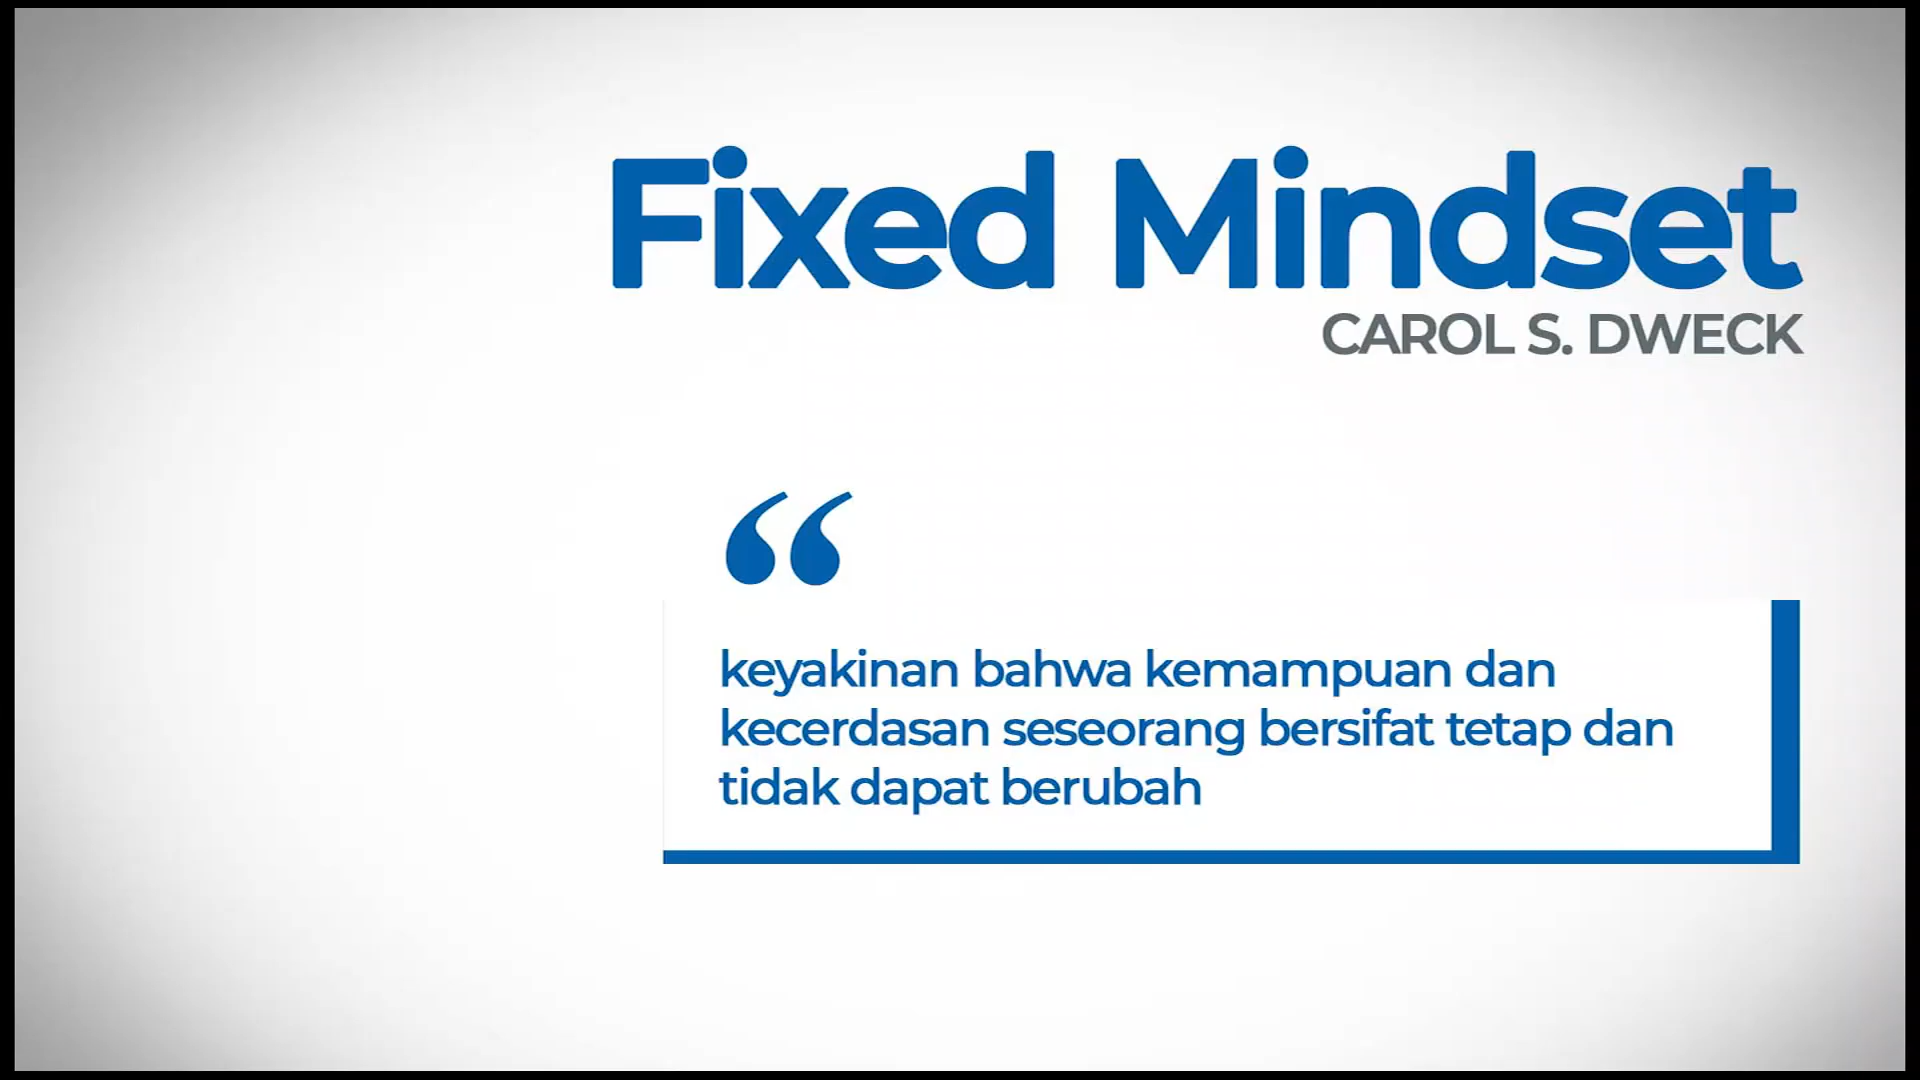 Fixed Mindset
CAROL S. DWECK
“
keyakinan bahwa kemampuan dan
kecerdasan seseorang bersifat tetap dan
tidak dapat berubah